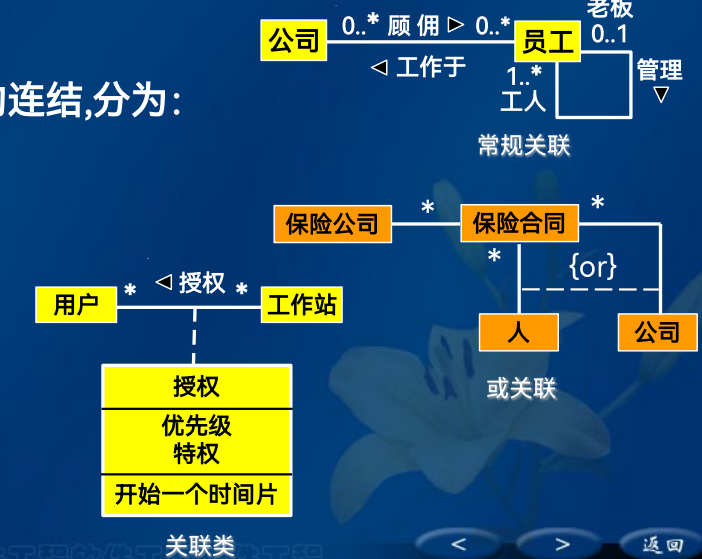 老板
公司
0..* 顾佣 ▶ 0..*
员工
0..1
◀ 工作于
1..*
工人
管理
▼
连结,分为：
常规关联
保险公司
*
保险合同
*
*
{or}
人
公司
或关联
用户
*
◀ 授权
*
工作站
授权
优先级
特权
开始一个时间片
关联类
<
>
返回